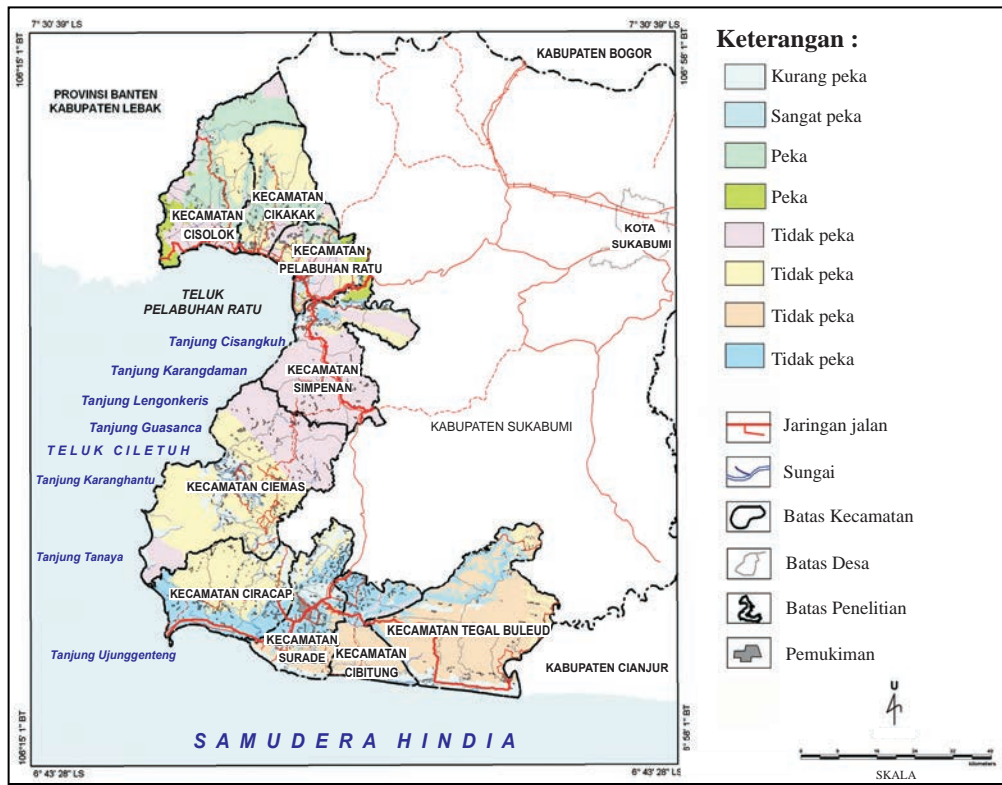 7 30' 39" LS
7 30' 39" LS
106°15' 1" BT
106°58' 1" BT
KABUPATEN BOGOR
PROVINSI BANTEN
KABUPATEN LEBAK
KECAMATAN
CISOLOK
KECAMATAN
CIKAKAK
KECAMATAN
PELABUHAN RATU
KOTA
SUKABUMI
TELUK
PELABUHAN RATU
Tanjung Cisangkuh
Tanjung Karangdaman
KECAMATAN
SIMPENAN
Tanjung Lengonkeris
Tanjung Guasanca
KABUPATEN SUKABUMI
TELUK CILETUH
Tanjung Karanghantu
KECAMATAN CIEMAS
Tanjung Tanaya
KECAMATAN CIRACAP
KECAMATAN TEGAL BULEUD
Tanjung Ujunggenteng
KECAMATAN
SURADE
KECAMATAN
CIBITUNG
KABUPATEN CIANJUR
SAMUDERA HINDIA
106°15' 1" BT
6 43' 28" LS
6 43' 28" LS
Keterangan :
Kurang peka
Sangat peka
Peka
Peka
Tidak peka
Tidak peka
Tidak peka
Tidak peka
Jaringan jalan
Sungai
Batas Kecamatan
Batas Desa
Batas Penelitian
Pemukiman
U
kilometers
SKALA